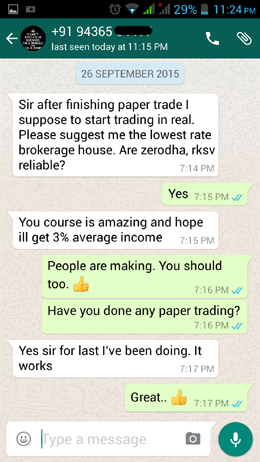 29% 11:24 PM
+91 94365
last seen today at 11:15 PM
26 SEPTEMBER 2015
Sir after finishing paper trade I
suppose to start trading in real.
Please suggest me the lowest rate
brokerage house. Are zerodha, rksv
reliable?
7:14 PM
Yes 7:15 PM
You course is amazing and hope
ill get 3% average income 7:15 PM
People are making. You should
too. 👍 7:16 PM
Have you done any paper trading?
7:16 PM
Yes sir for last I've been doing. It
works 7:17 PM
Great.. 👍 7:17 PM
Type a message